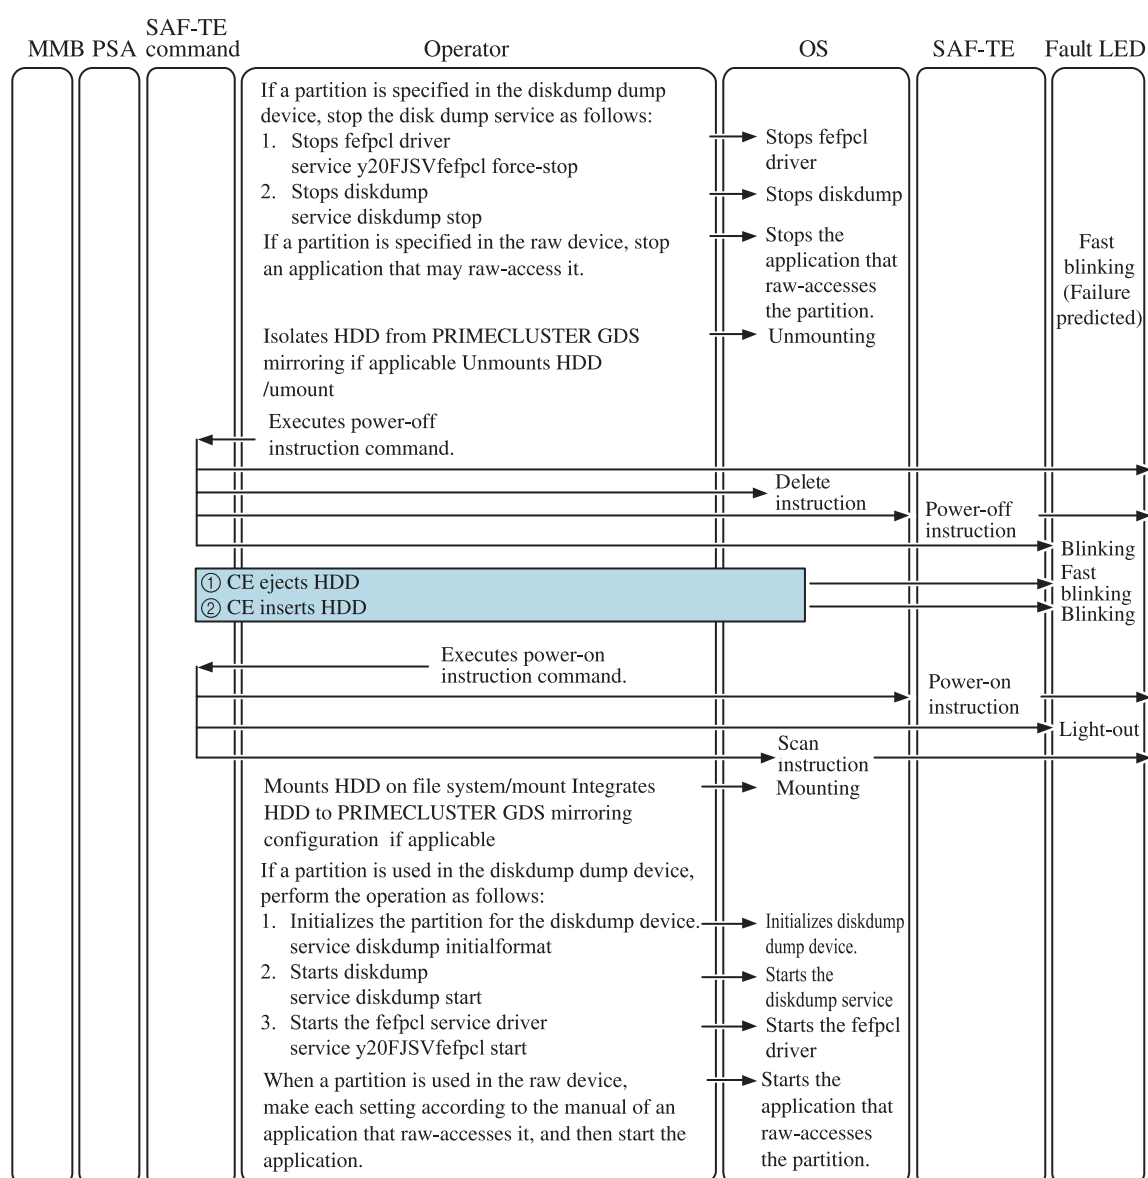 MMB PSA SAF-TE command Operator OS SAF-TE Fault LED
If a partition is specified in the diskdump dump
device, stop the disk dump service as follows:
1. Stops fefpcl driver
service y20FJSVfefpcl force-stop
Stops fefpcl
driver
2. Stops diskdump
service diskdump stop
Stops diskdump
If a partition is specified in the raw device, stop
an application that may raw-access it.
Stops the
application that
raw-accesses
the partition.
Fast
blinking
(Failure
predicted)
Isolates HDD from PRIMECLUSTER GDS
mirroring if applicable Unmounts HDD
/umount
Unmounting
Executes power-off
instruction command.
Delete
instruction
Power-off
instruction
Blinking
① CE ejects HDD
Fast
blinking
② CE inserts HDD
Blinking
Executes power-on
instruction command.
Power-on
instruction
Light-out
Scan
instruction
Mounts HDD on file system/mount Integrates
HDD to PRIMECLUSTER GDS mirroring
configuration if applicable
Mounting
If a partition is used in the diskdump dump device,
perform the operation as follows:
1. Initializes the partition for the diskdump device.
service diskdump initialformat
Initializes diskdump
dump device.
2. Starts diskdump
service diskdump start
Starts the
diskdump service
3. Starts the fefpcl service driver
service y20FJSVfefpcl start
Starts the fefpcl
driver
When a partition is used in the raw device,
make each setting according to the manual of an
application that raw-accesses it, and then start the
application.
Starts the
application that
raw-accesses
the partition.